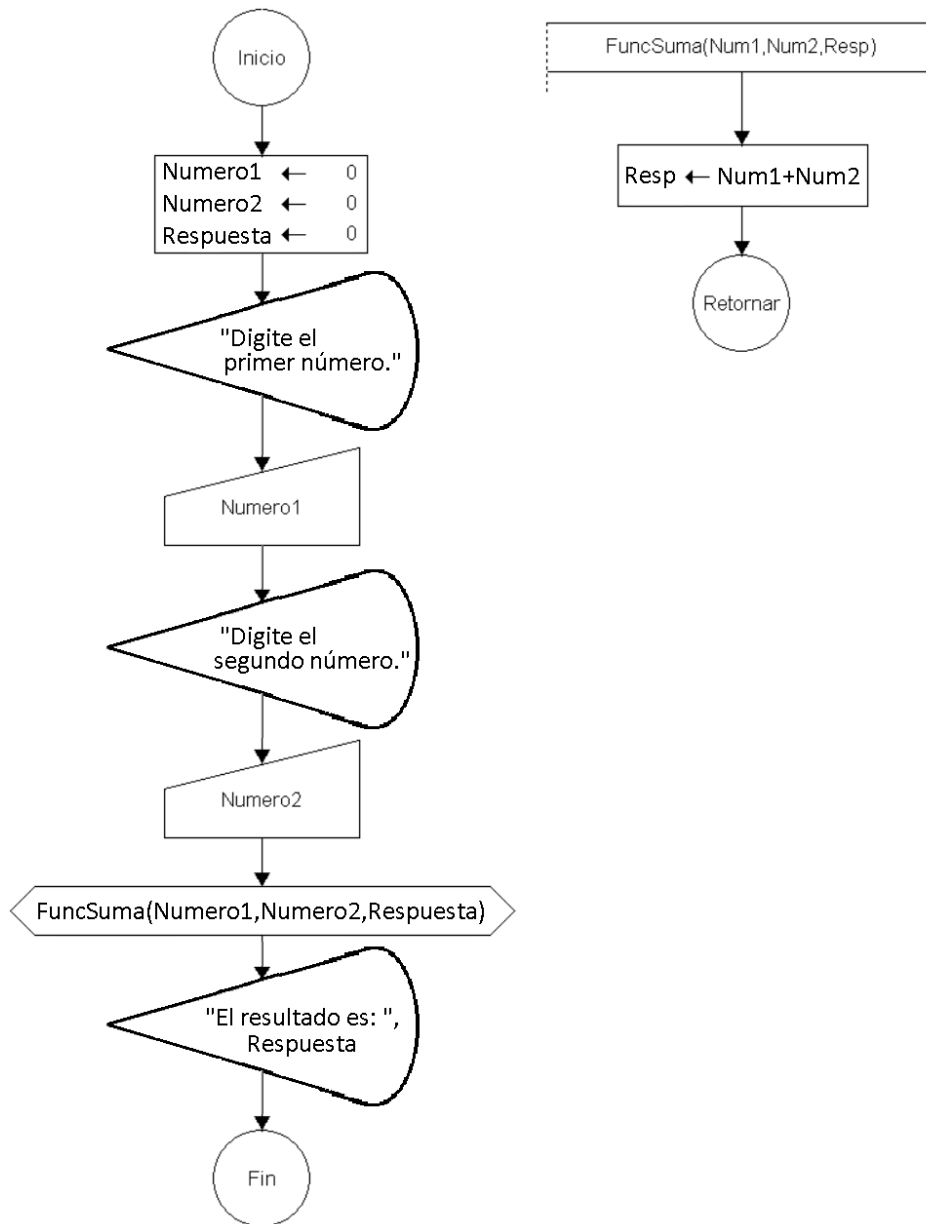 Inicio
Numero1 ← 0
Numero2 ← 0
Respuesta ← 0
"Digite el
primer número."
Numero1
"Digite el
segundo número."
Numero2
FuncSuma(Numero1,Numero2,Respuesta)
"El resultado es: ",
Respuesta
Fin
FuncSuma(Num1,Num2,Resp)
Resp ← Num1+Num2
Retornar